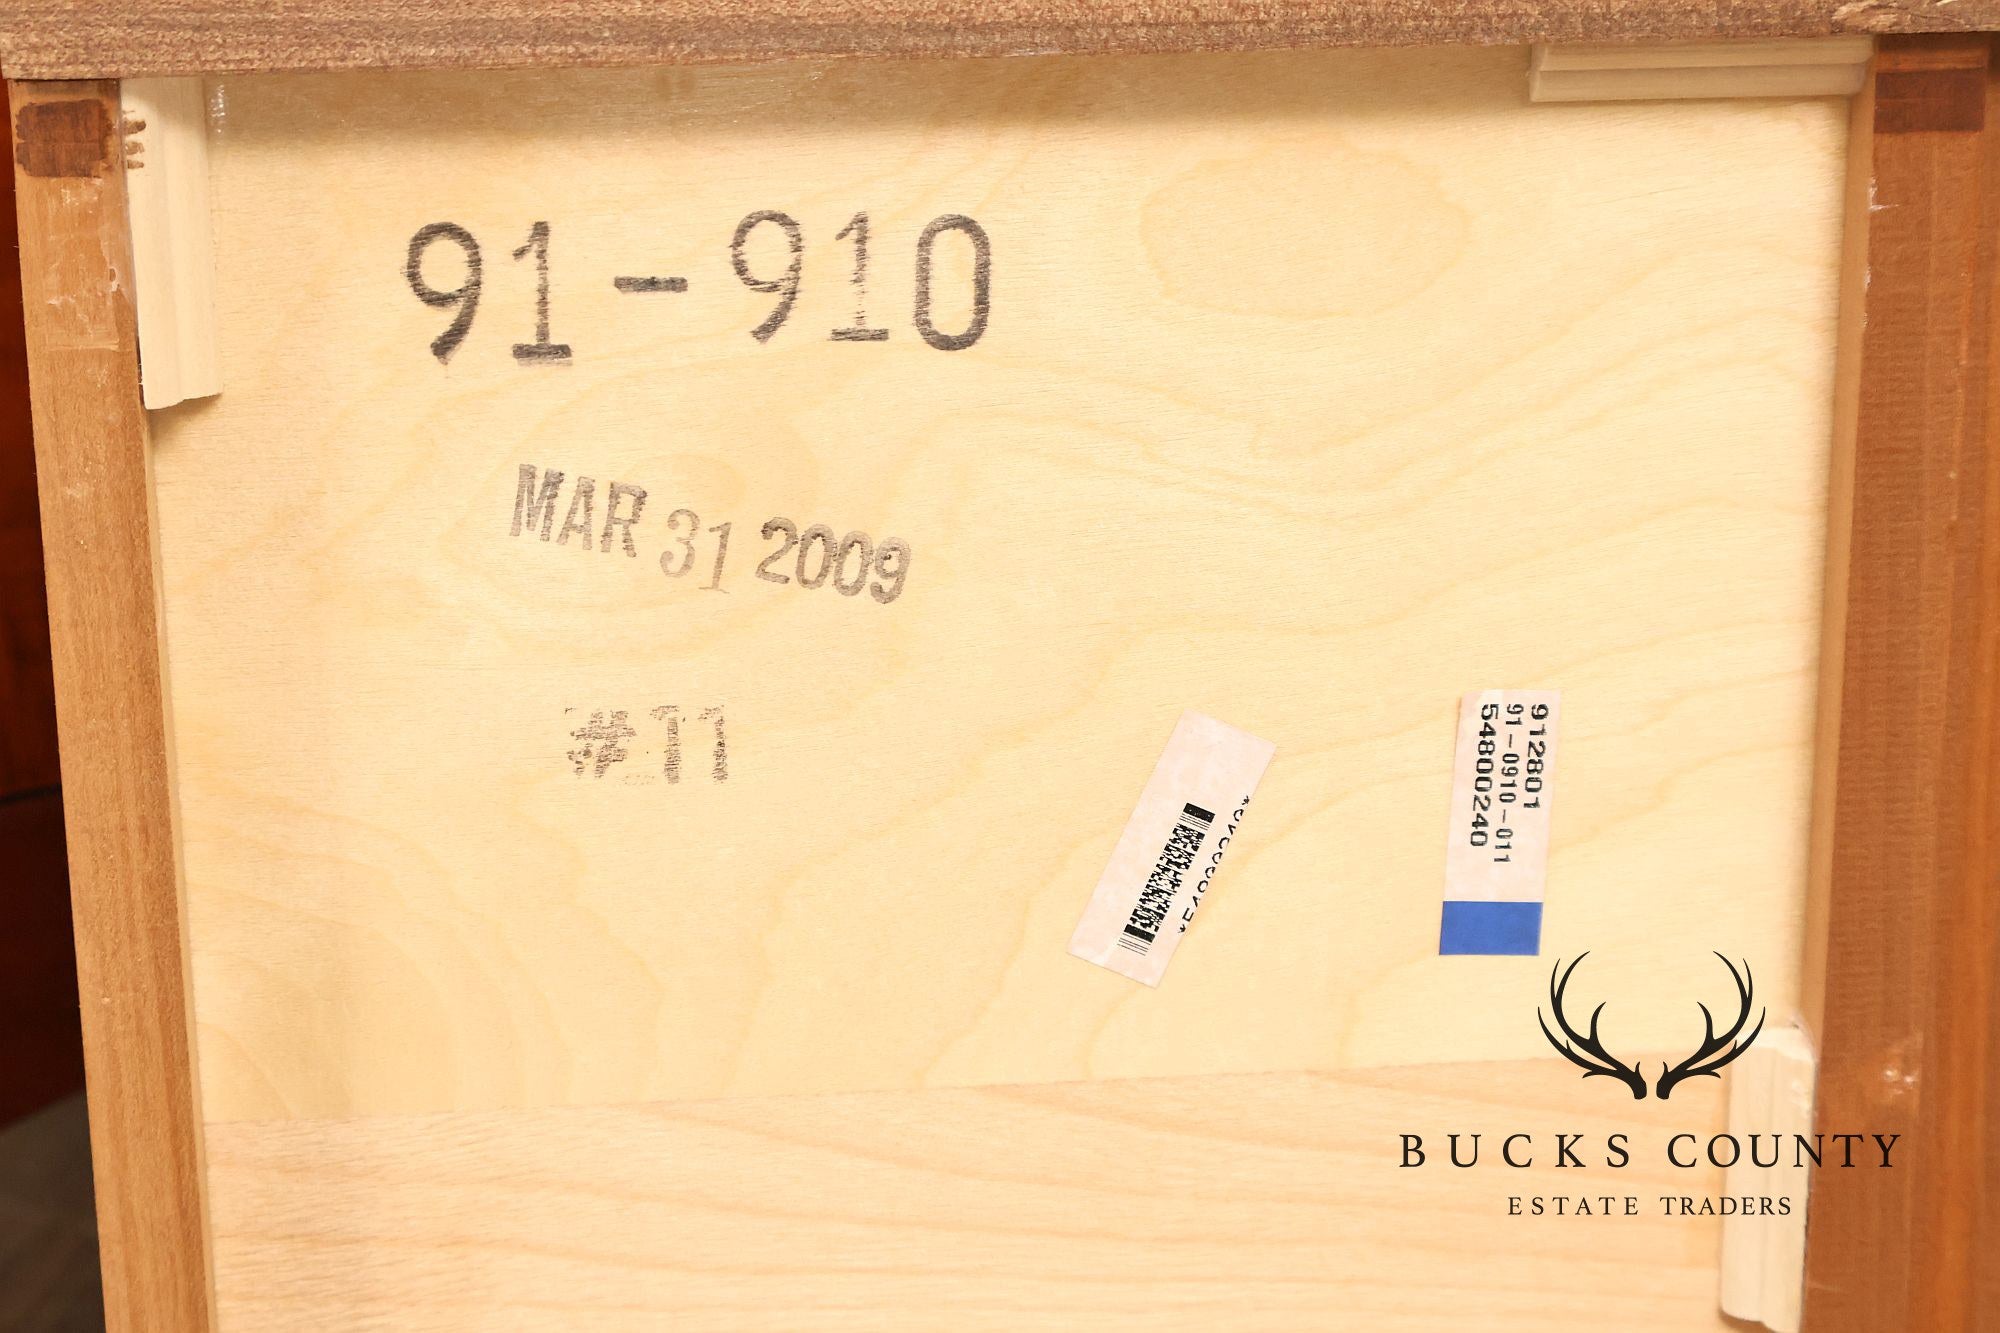 91-910
MAR 31 2009
#11
912801
91-0910-011
54800240
BUCKS COUNTY
ESTATE TRADERS